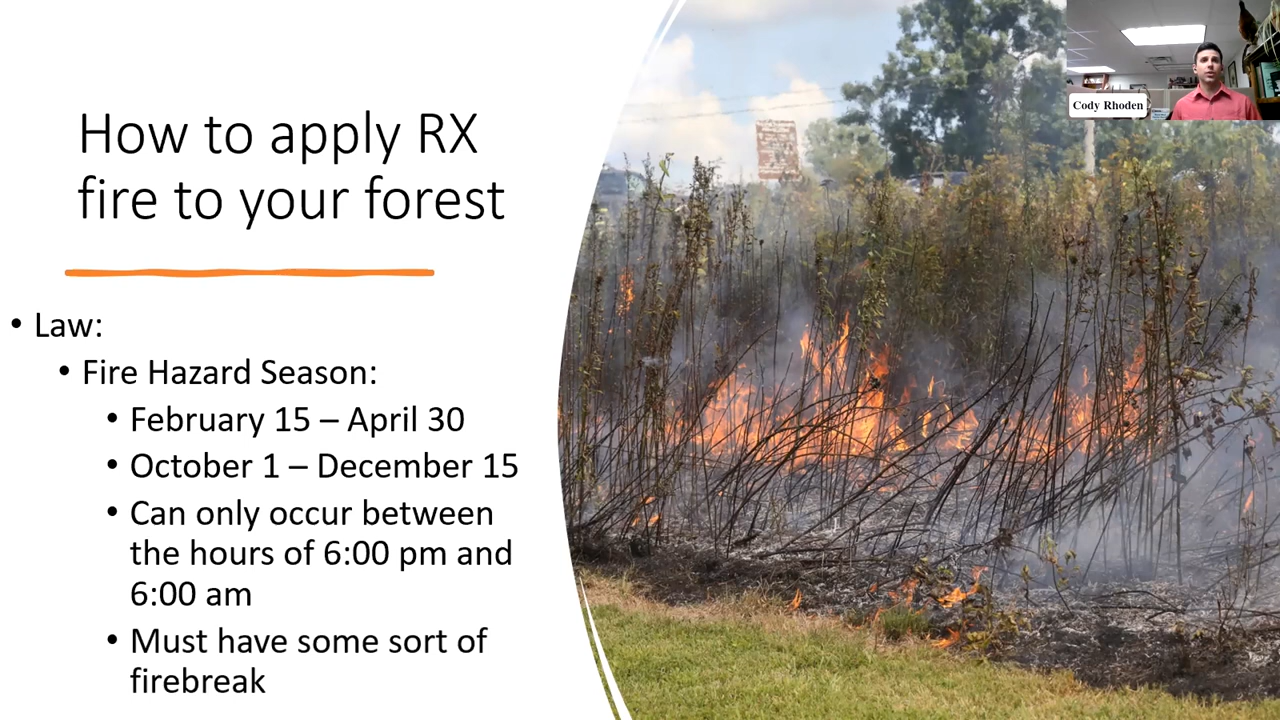 Cody Rhoden
How to apply RX
fire to your forest
• Law:
• Fire Hazard Season:
• February 15 – April 30
• October 1 – December 15
• Can only occur between
the hours of 6:00 pm and
6:00 am
• Must have some sort of
firebreak